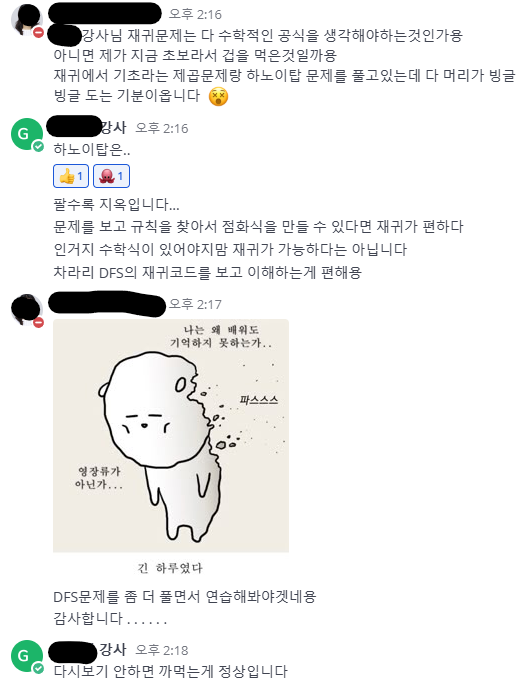 오후 2:16
강사님 재귀문제는 다 수학적인 공식을 생각해야하는것인가용
아니면 제가 지금 초보라서 겁을 먹은것일까용
재귀에서 기초라는 제곱문제랑 하노이탑 문제를 풀고있는데 다 머리가 빙글
빙글 도는 기분이옵니다
G
강사 오후 2:16
하노이탑은..
1 1
팔수록 지옥입니다...
문제를 보고 규칙을 찾아서 점화식을 만들 수 있다면 재귀가 편하다
인거지 수학식이 있어야지맘 재귀가 가능하다는 아닙니다
차라리 DFS의 재귀코드를 보고 이해하는게 편해용
오후 2:17
나는 왜 배워도
기억하지 못하는가..
파스스스
영장류가
아닌가...
긴 하루였다
DFS문제를 좀 더 풀면서 연습해봐야겟네용
감사합니다 . . . . . .
G
강사 오후 2:18
다시보기 안하면 까먹는게 정상입니다